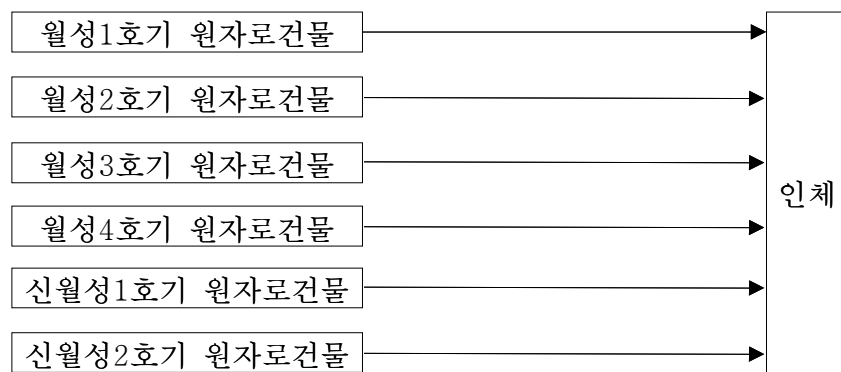 월성1호기 원자로건물
월성2호기 원자로건물
월성3호기 원자로건물
인체
월성4호기 원자로건물
신월성1호기 원자로건물
신월성2호기 원자로건물